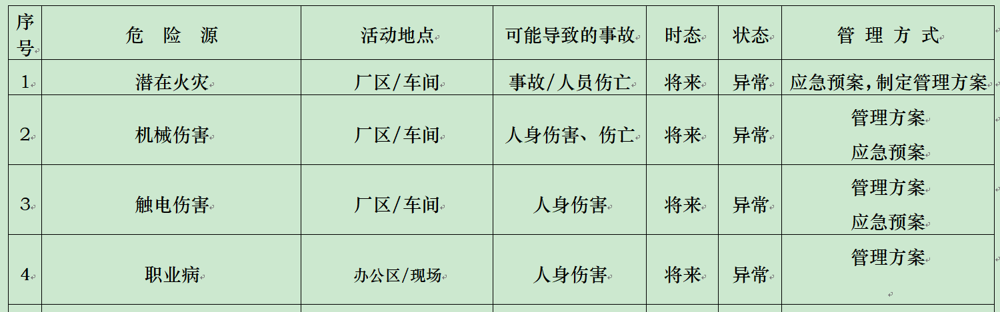 序号 危 险 源 活动地点 可能导致的事故 时态 状态 管 理 方 式
1 潜在火灾 厂区/车间 事故/人员伤亡 将来 异常 应急预案，制定管理方案
2 机械伤害 厂区/车间 人身伤害、伤亡 将来 异常 管理方案
应急预案
3 触电伤害 厂区/车间 人身伤害 将来 异常 管理方案
应急预案
4 职业病 办公区/现场 人身伤害 将来 异常 管理方案